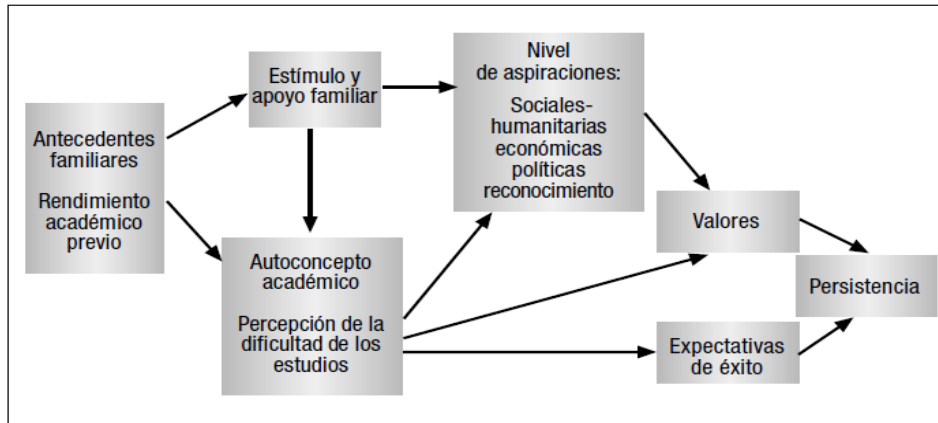 Antecedentes
familiares
Rendimiento
académico
previo
Estímulo y
apoyo familiar
Autoconcepto
académico
Percepción de la
dificultad de los
estudios
Nivel
de aspiraciones:
Sociales-
humanitarias
económicas
políticas
reconocimiento
Valores
Expectativas
de éxito
Persistencia